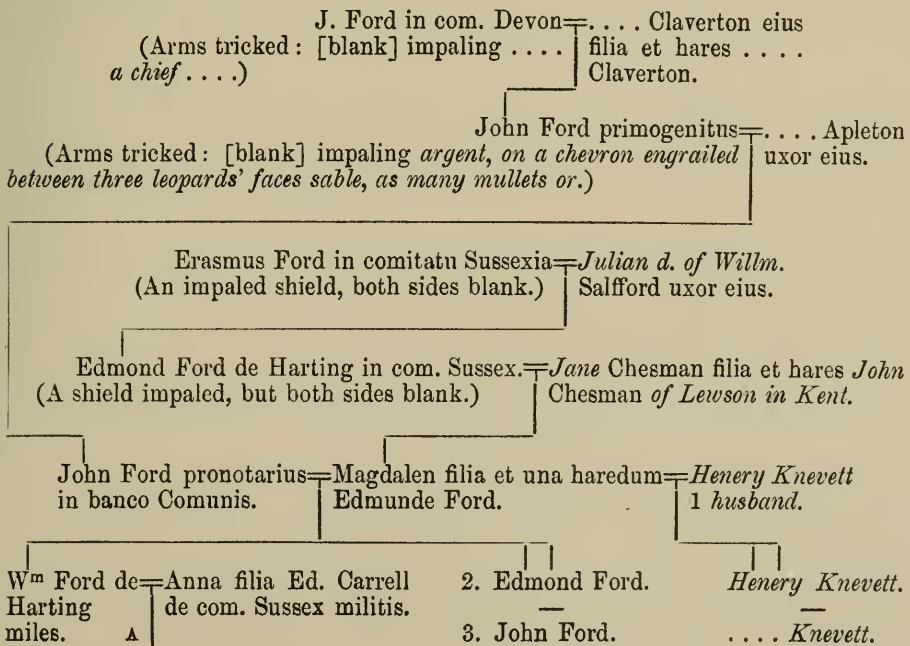 J. Ford in com. Devon=. . . . Claverton eius
(Arms tricked: [blank] impaling . . . . filia et hares . . . .
a chief . . . .) Claverton.
John Ford primogenitus=. . . . Apleton
(Arms tricked: [blank] impaling argent, on a chevron engrailed uxor eius.
between three leopards' faces sable, as many mullets or.)
Erasmus Ford in comitatu Sussexia=Julian d. of Willm.
(An impaled shield, both sides blank.) Salfford uxor eius.
Edmond Ford de Harting in com. Sussex.=Jane Chesman filia et hares John
(A shield impaled, but both sides blank.) Chesman of Lewson in Kent.
John Ford pronotarius=Magdalen filia et una haredum=Henery Knevett
in banco Comunis. Edmunde Ford. 1 husband.
Wm Ford de=Anna filia Ed. Carrell 2. Edmond Ford. Henery Knevett.
Harting de com. Sussex militis. — —
miles. A 3. John Ford. . . . . Knevett.